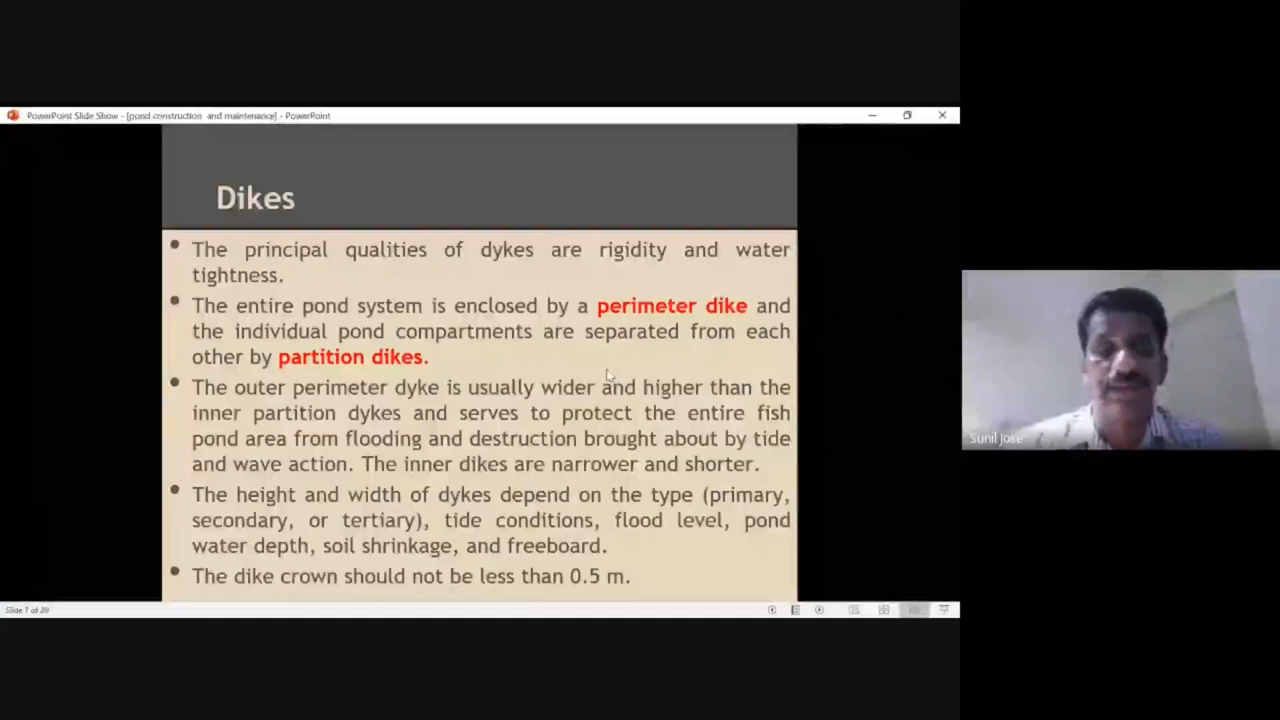 PowerPoint Slide Show - [pond construction and maintenance] - PowerPoint
Dikes
The principal qualities of dykes are rigidity and water
tightness.
The entire pond system is enclosed by a perimeter dike and
the individual pond compartments are separated from each
other by partition dikes.
The outer perimeter dyke is usually wider and higher than the
inner partition dykes and serves to protect the entire fish
pond area from flooding and destruction brought about by tide
and wave action. The inner dikes are narrower and shorter.
The height and width of dykes depend on the type (primary,
secondary, or tertiary), tide conditions, flood level, pond
water depth, soil shrinkage, and freeboard.
The dike crown should not be less than 0.5 m.
Sunil Jose
Slide 7 of 29